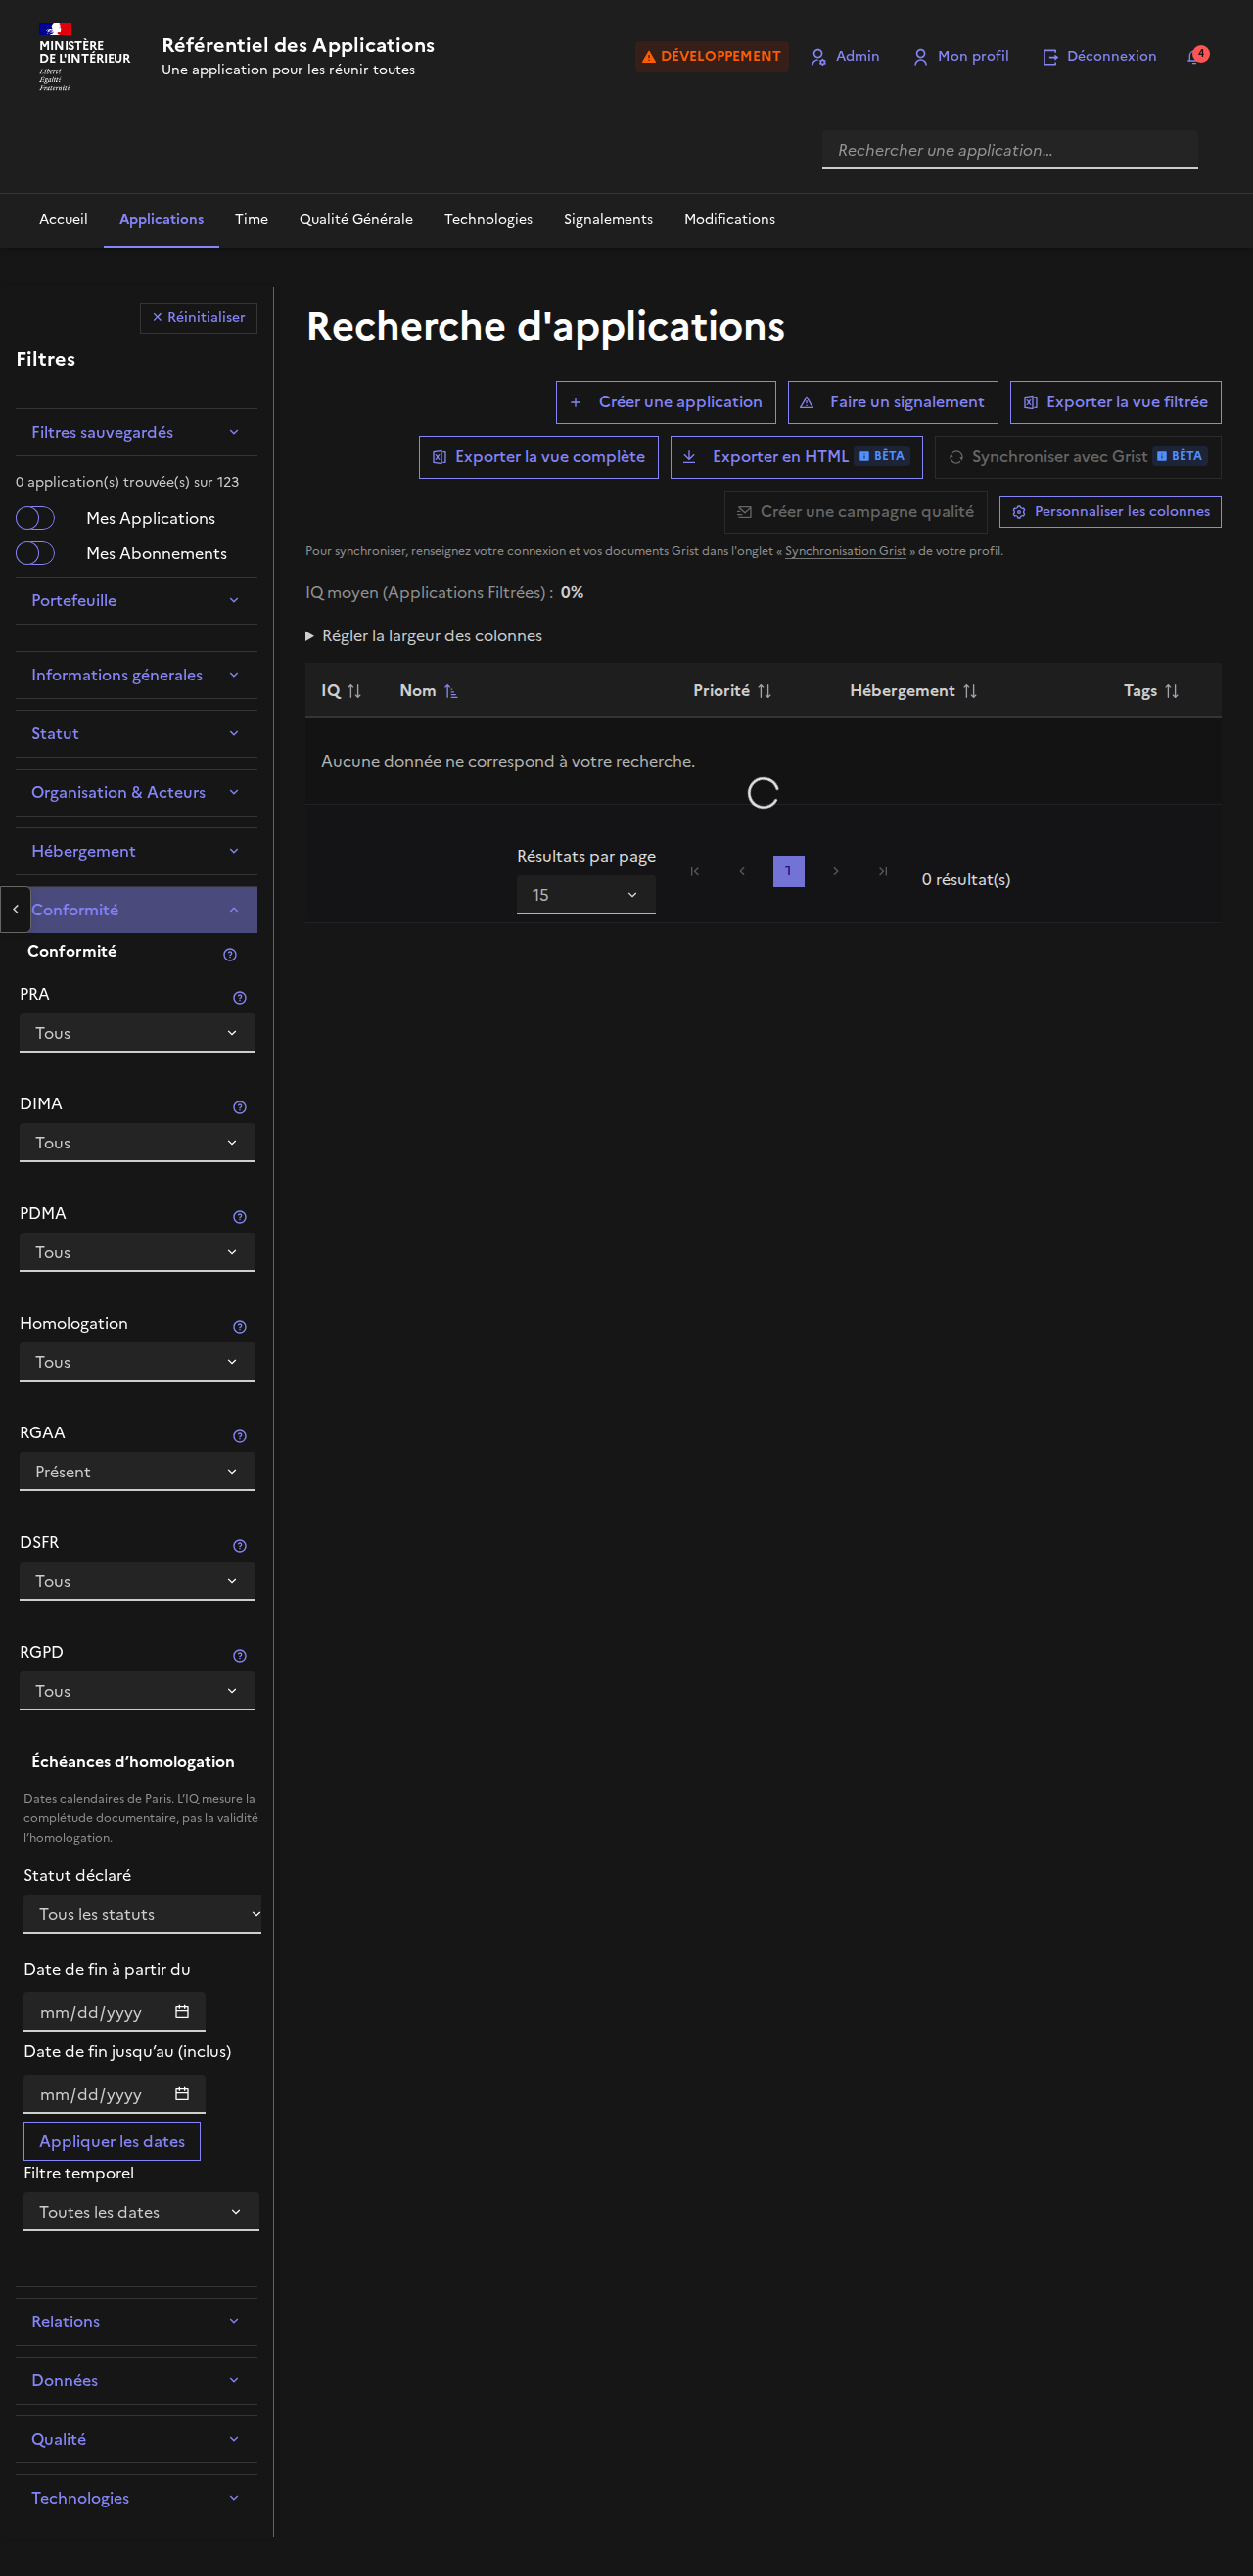 MINISTÈRE
DE L'INTÉRIEUR
Liberté
Égalité
Fraternité
Référentiel des Applications
Une application pour les réunir toutes
DÉVELOPPEMENT
Admin
Mon profil
Déconnexion
4
Rechercher une application…
Accueil
Applications
Time
Qualité Générale
Technologies
Signalements
Modifications
✕ Réinitialiser
Filtres
Filtres sauvegardés
0 application(s) trouvée(s) sur 123
Mes Applications
Mes Abonnements
Portefeuille
Informations génerales
Statut
Organisation & Acteurs
Hébergement
Conformité
Conformité
PRA
Tous
DIMA
Tous
PDMA
Tous
Homologation
Tous
RGAA
Présent
DSFR
Tous
RGPD
Tous
Échéances d’homologation
Dates calendaires de Paris. L’IQ mesure la
complétude documentaire, pas la validité
l’homologation.
Statut déclaré
Tous les statuts
Date de fin à partir du
mm/dd/yyyy
Date de fin jusqu’au (inclus)
mm/dd/yyyy
Appliquer les dates
Filtre temporel
Toutes les dates
Relations
Données
Qualité
Technologies
Recherche d'applications
Créer une application
Faire un signalement
Exporter la vue filtrée
Exporter la vue complète
Exporter en HTML BÊTA
Synchroniser avec Grist BÊTA
Créer une campagne qualité
Personnaliser les colonnes
Pour synchroniser, renseignez votre connexion et vos documents Grist dans l'onglet « Synchronisation Grist » de votre profil.
IQ moyen (Applications Filtrées) : 0%
Régler la largeur des colonnes
IQ
Nom
Priorité
Hébergement
Tags
Aucune donnée ne correspond à votre recherche.
Résultats par page
15
1
0 résultat(s)